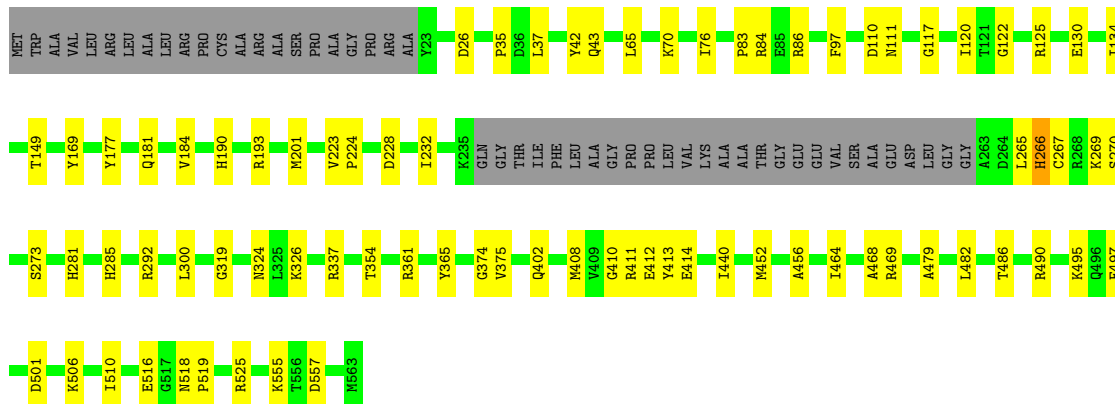 MET TRP ALA VAL LEU ARG LEU ALA LEU ARG PRO CYS ALA ARG ALA SER PRO ALA GLY PRO ARG ALA Y23 D26 P35 D36 L37 Y42 Q43 L65 K70 I76 P83 R84 E85 R86 F97 D110 N111 G117 I120 T121 G122 R125 E130
T149 Y169 Y177 Q181 V184 H190 R193 M201 V223 P224 D228 I232 K235 GLN GLY THR ILE PHE PHE LEU ALA GLY PRO PRO LEU VAL LYS ALA ALA THR GLY GLU GLU VAL SER ALA GLU ASP LEU GLY GLY A263 D264 L265 H266 C267 R268 K269 S270
S273 H281 H285 R292 L300 G319 N324 L325 K326 R337 T354 R361 Y365 G374 V375 Q402 M408 V409 G410 R411 E412 Y413 E414 I440 M452 A456 I464 A468 R469 A479 L482 T486 R490 K495 Q496
D501 K506 I510 E516 G517 N518 P519 R525 K555 T556 D557 M563